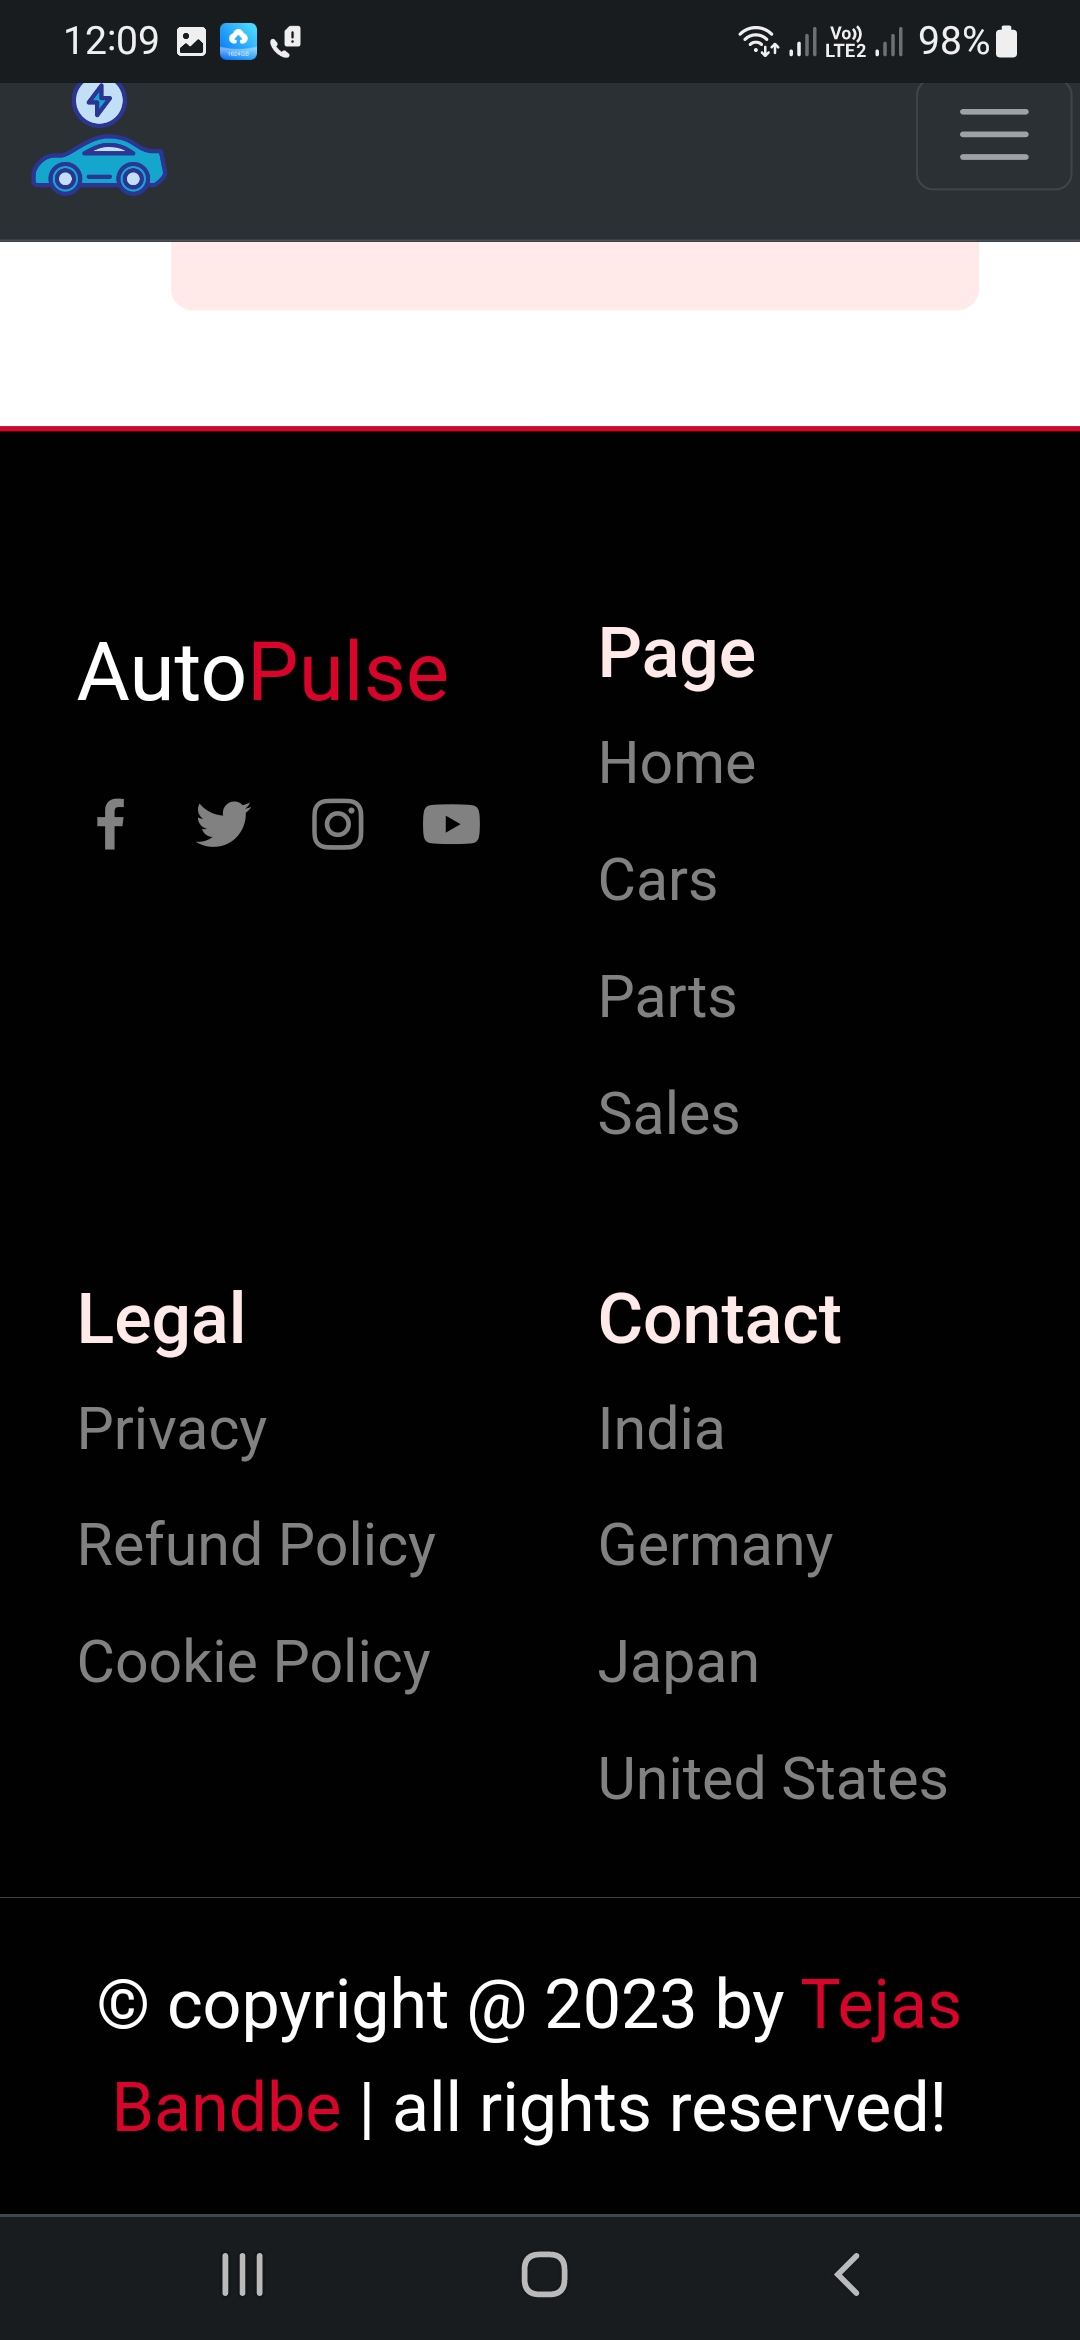 12:09
Vo)) LTE2 98%
AutoPulse
Page
Home
Cars
Parts
Sales
Legal
Privacy
Refund Policy
Cookie Policy
Contact
India
Germany
Japan
United States
© copyright @ 2023 by Tejas
Bandbe | all rights reserved!